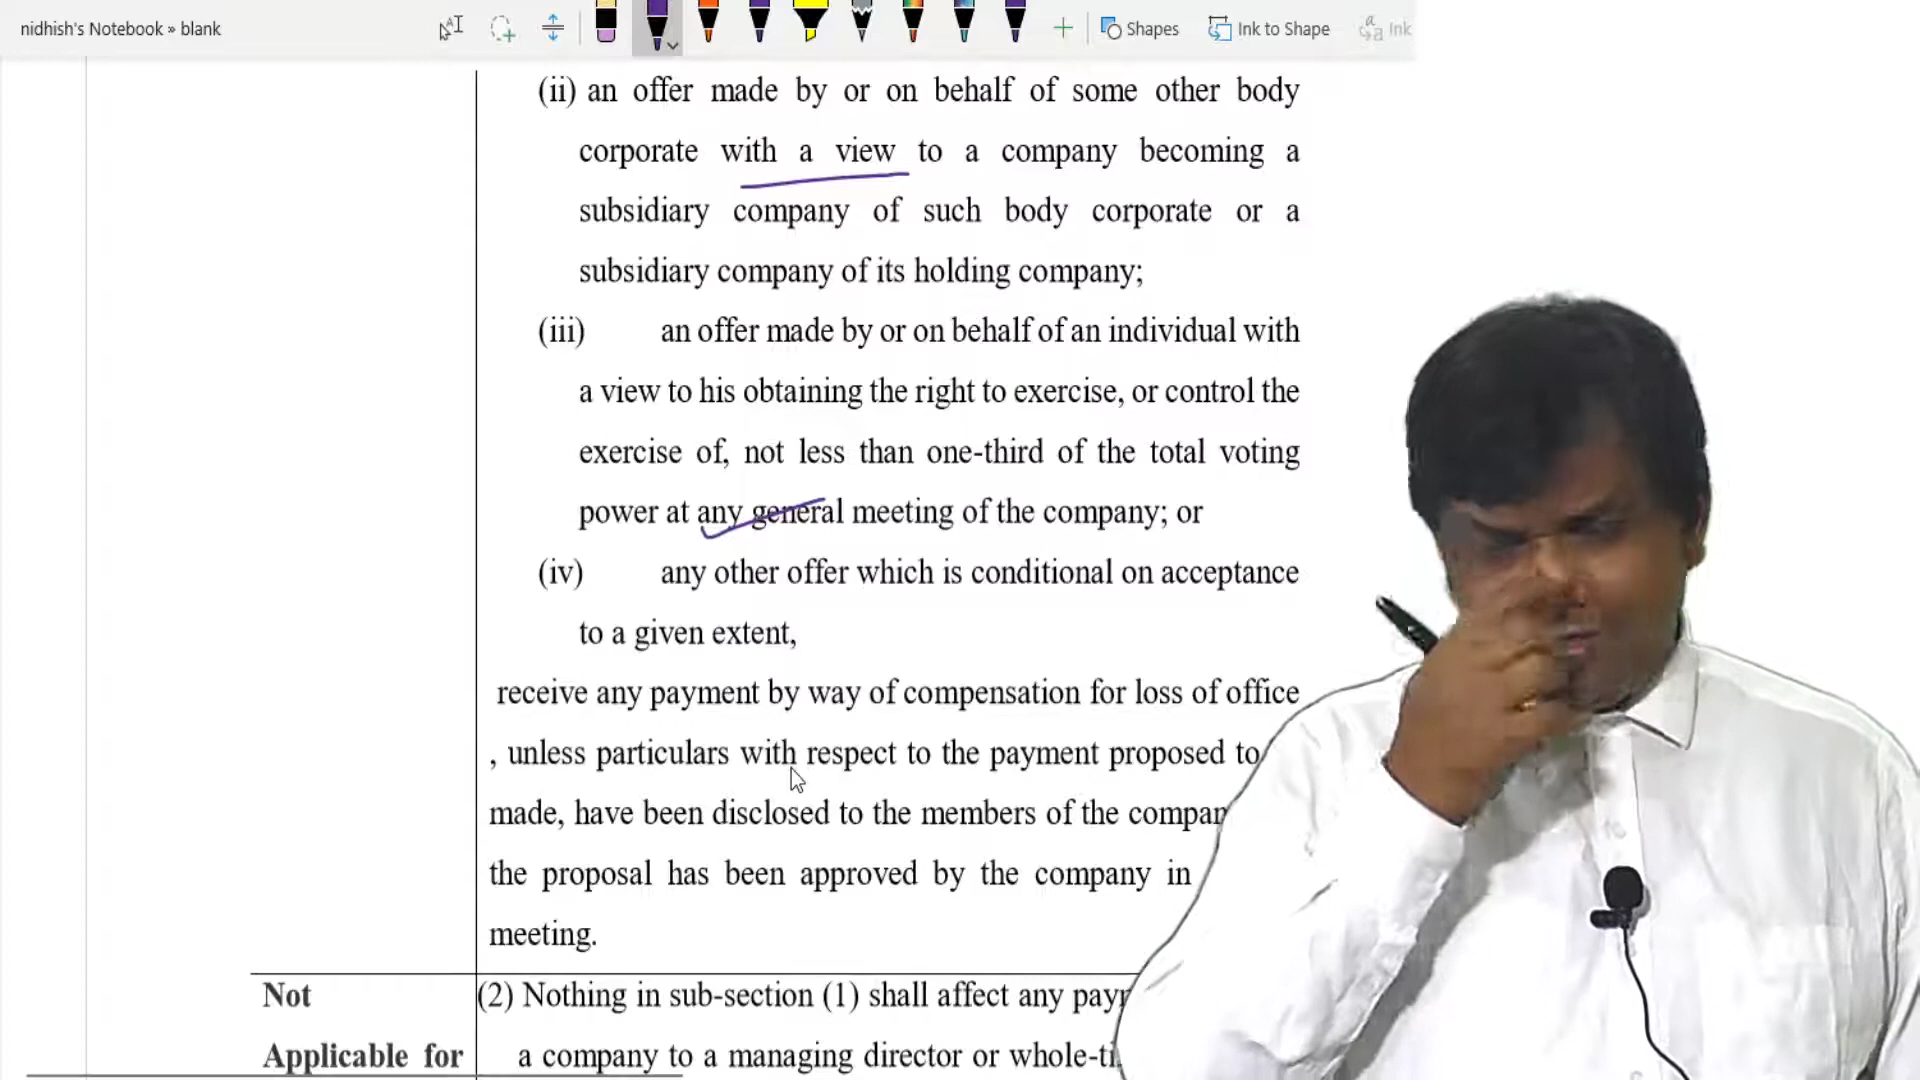 nidhish's Notebook » blank
Shapes
Ink to Shape
Ink
(ii) an offer made by or on behalf of some other body
corporate with a view to a company becoming a
subsidiary company of such body corporate or a
subsidiary company of its holding company;
(iii) an offer made by or on behalf of an individual with
a view to his obtaining the right to exercise, or control the
exercise of, not less than one-third of the total voting
power at any general meeting of the company; or
(iv) any other offer which is conditional on acceptance
to a given extent,
receive any payment by way of compensation for loss of office
, unless particulars with respect to the payment proposed to
made, have been disclosed to the members of the compan
the proposal has been approved by the company in
meeting.
Not
Applicable for
(2) Nothing in sub-section (1) shall affect any paym
a company to a managing director or whole-ti